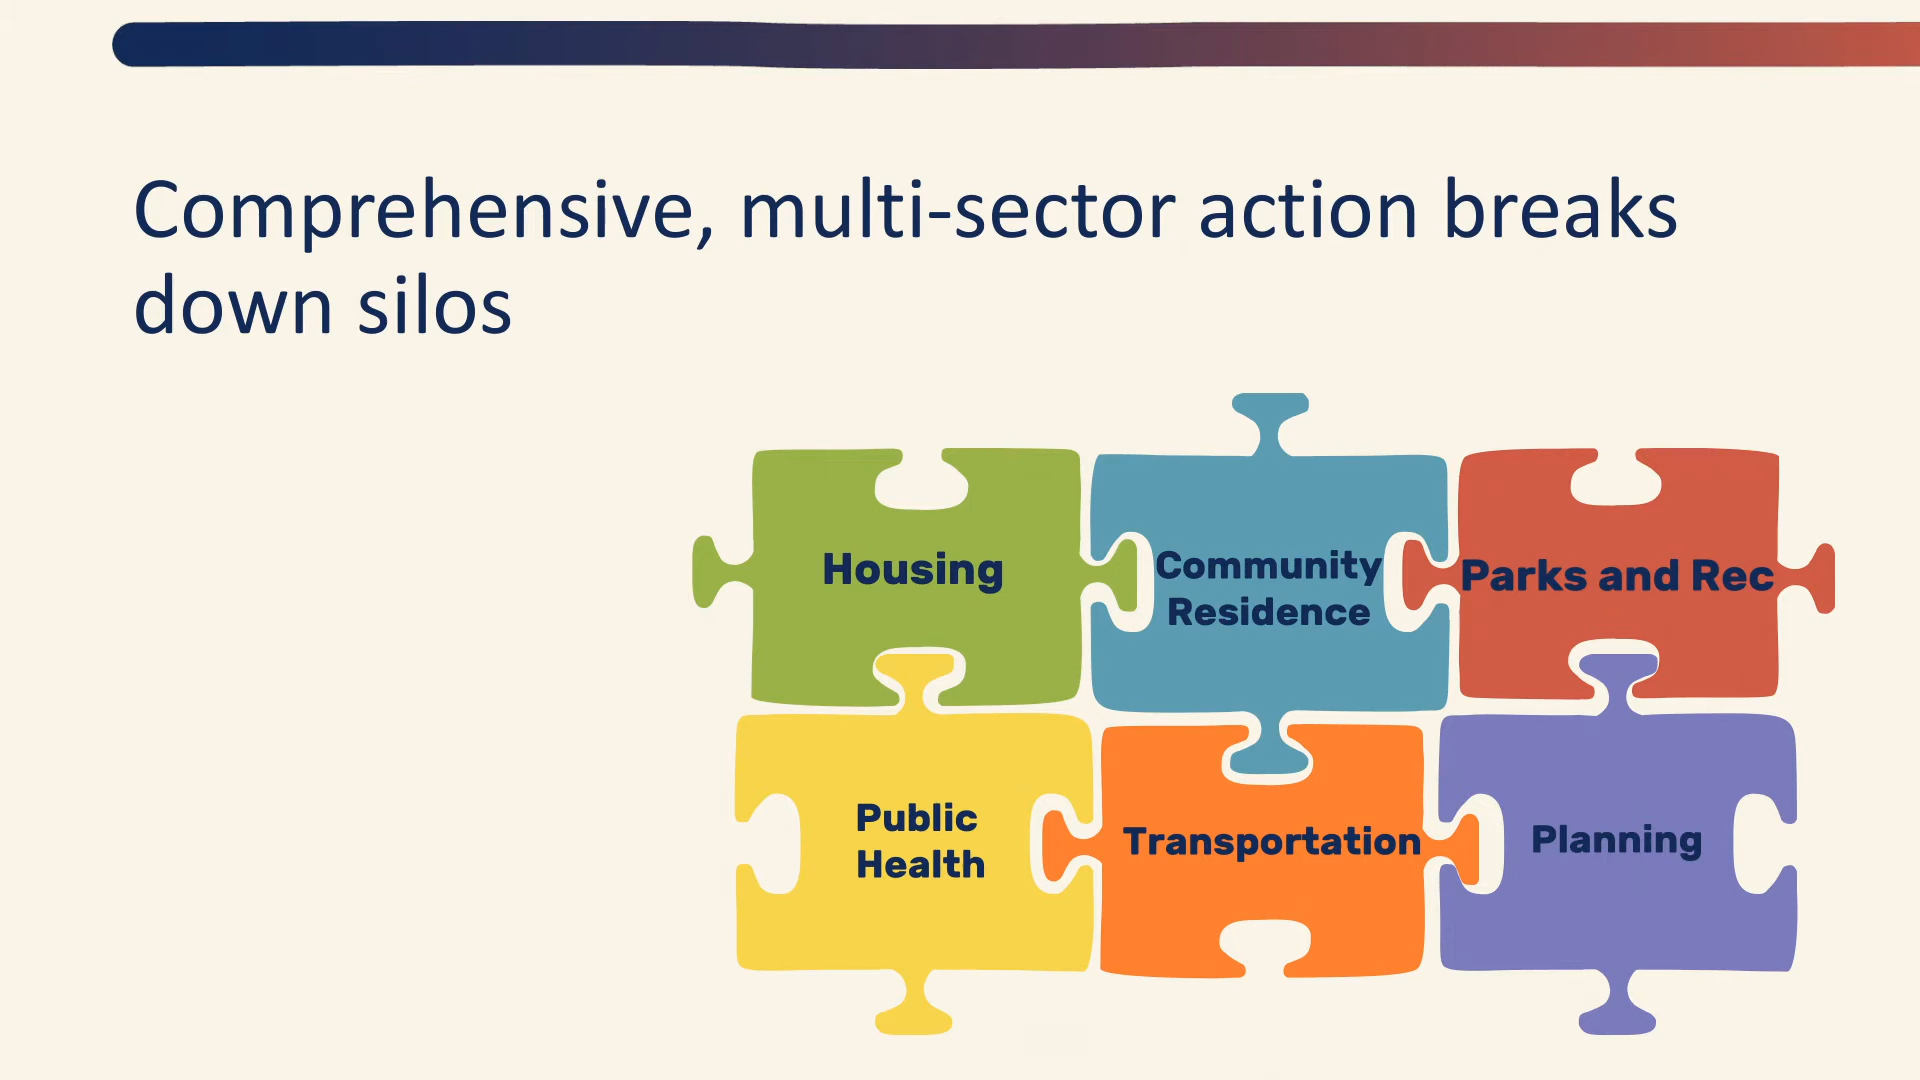 Comprehensive, multi-sector action breaks
down silos
Housing
Community
Residence
Parks and Rec
Public
Health
Transportation
Planning